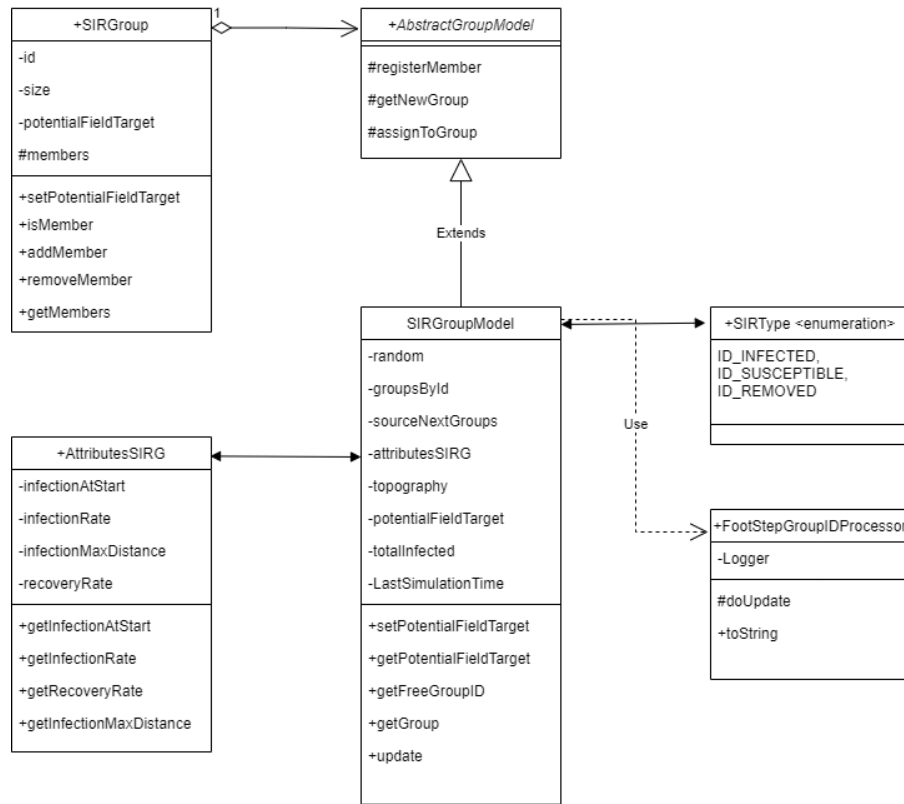 +SIRGroup
-id
-size
-potentialFieldTarget
#members
+setPotentialFieldTarget
+isMember
+addMember
+removeMember
+getMembers
1
+AbstractGroupModel
#registerMember
#getNewGroup
#assignToGroup
Extends
SIRGroupModel
-random
-groupsById
-sourceNextGroups
-attributesSIRG
-topography
-potentialFieldTarget
-totalInfected
-LastSimulationTime
+setPotentialFieldTarget
+getPotentialFieldTarget
+getFreeGroupID
+getGroup
+update
+SIRType <enumeration>
ID_INFECTED,
ID_SUSCEPTIBLE,
ID_REMOVED
Use
+AttributesSIRG
-infectionAtStart
-infectionRate
-infectionMaxDistance
-recoveryRate
+getInfectionAtStart
+getInfectionRate
+getRecoveryRate
+getInfectionMaxDistance
+FootStepGroupIDProcessor
-Logger
#doUpdate
+toString